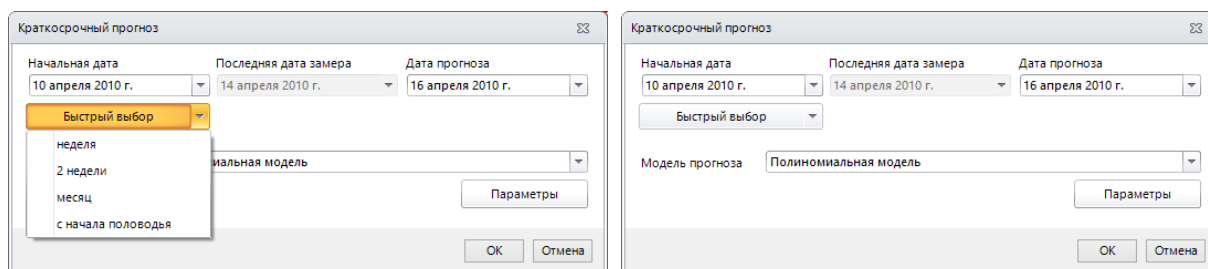 Краткосрочный прогноз
Начальная дата Последняя дата замера Дата прогноза
10 апреля 2010 г. 14 апреля 2010 г. 16 апреля 2010 г.
Быстрый выбор
неделя
иальная модель
2 недели
месяц
Параметры
с начала половодья
OK Отмена
Краткосрочный прогноз
Начальная дата Последняя дата замера Дата прогноза
10 апреля 2010 г. 14 апреля 2010 г. 16 апреля 2010 г.
Быстрый выбор
Модель прогноза Полиномиальная модель
Параметры
OK Отмена